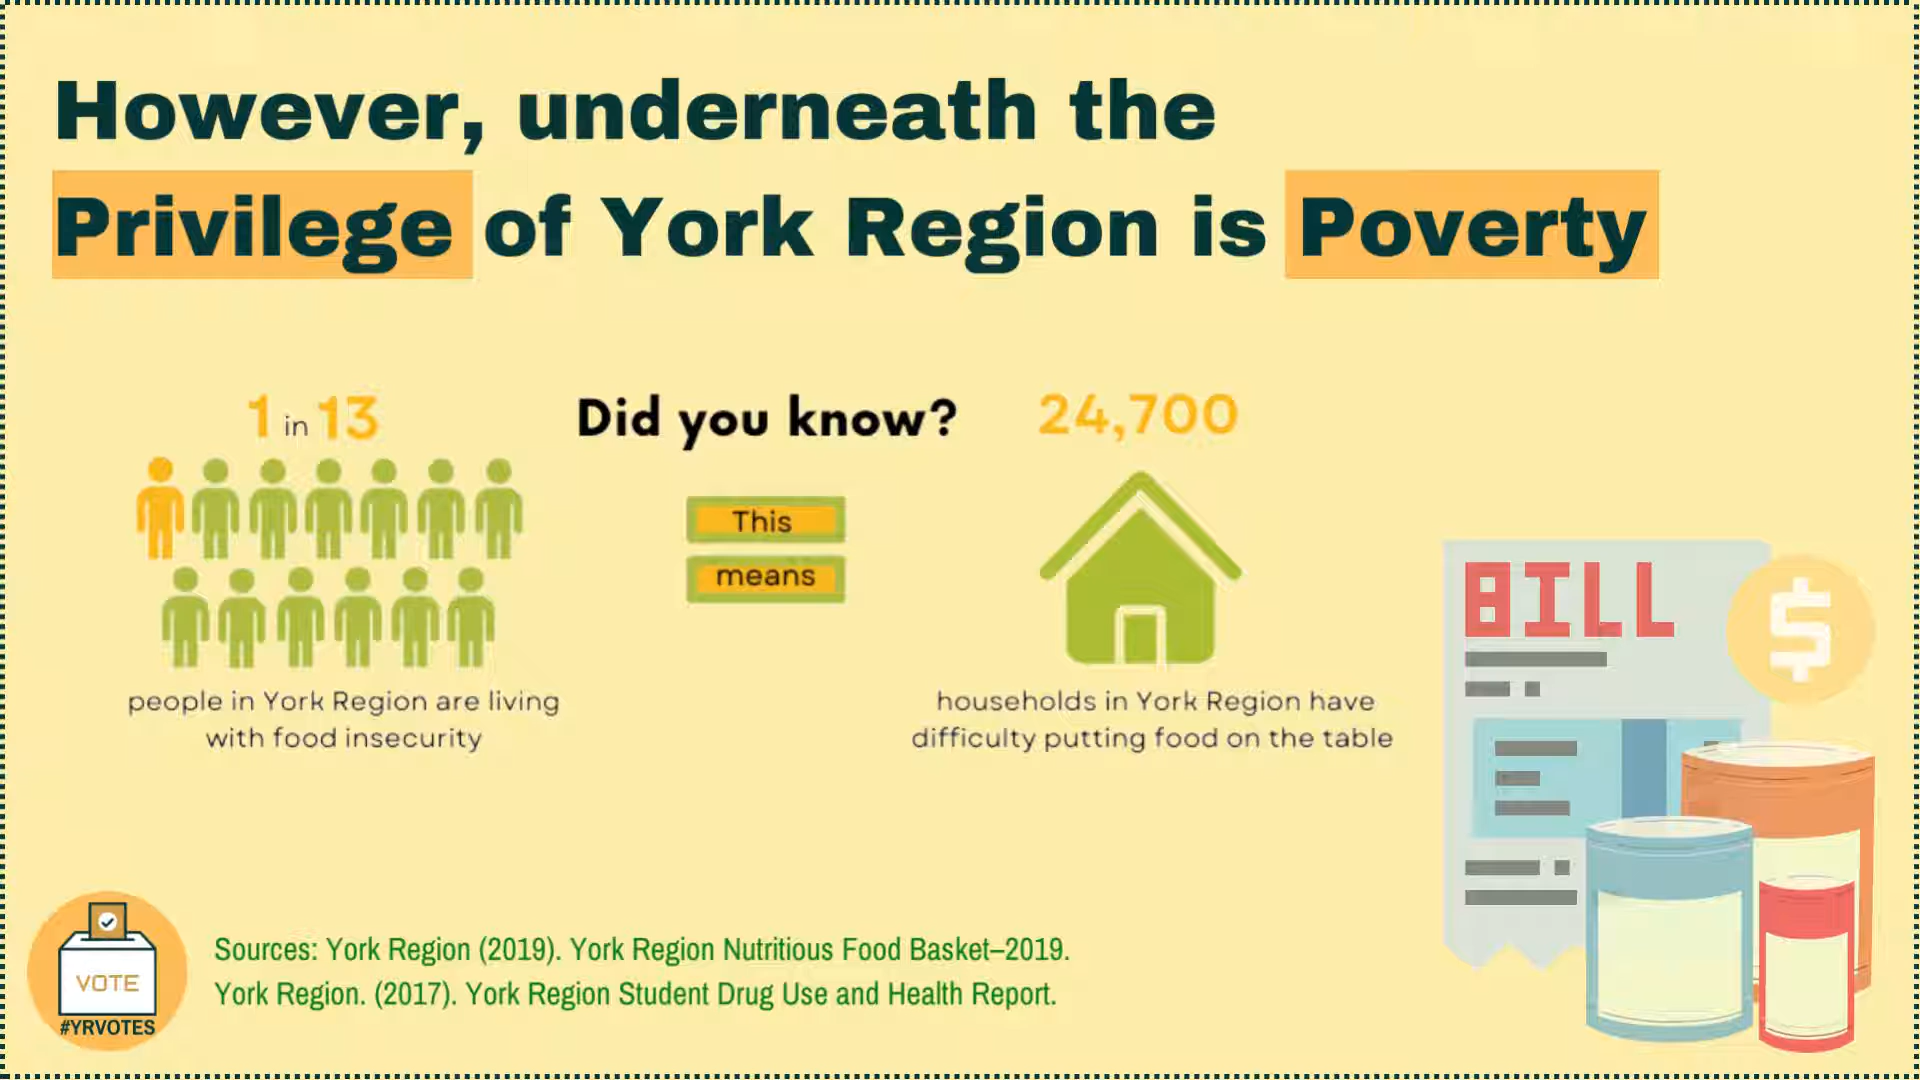 However, underneath the
Privilege of York Region is Poverty
1 in 13
people in York Region are living
with food insecurity
Did you know?
This
means
24,700
households in York Region have
difficulty putting food on the table
BILL
$
VOTE
#YRVOTES
Sources: York Region (2019). York Region Nutritious Food Basket–2019.
York Region. (2017). York Region Student Drug Use and Health Report.